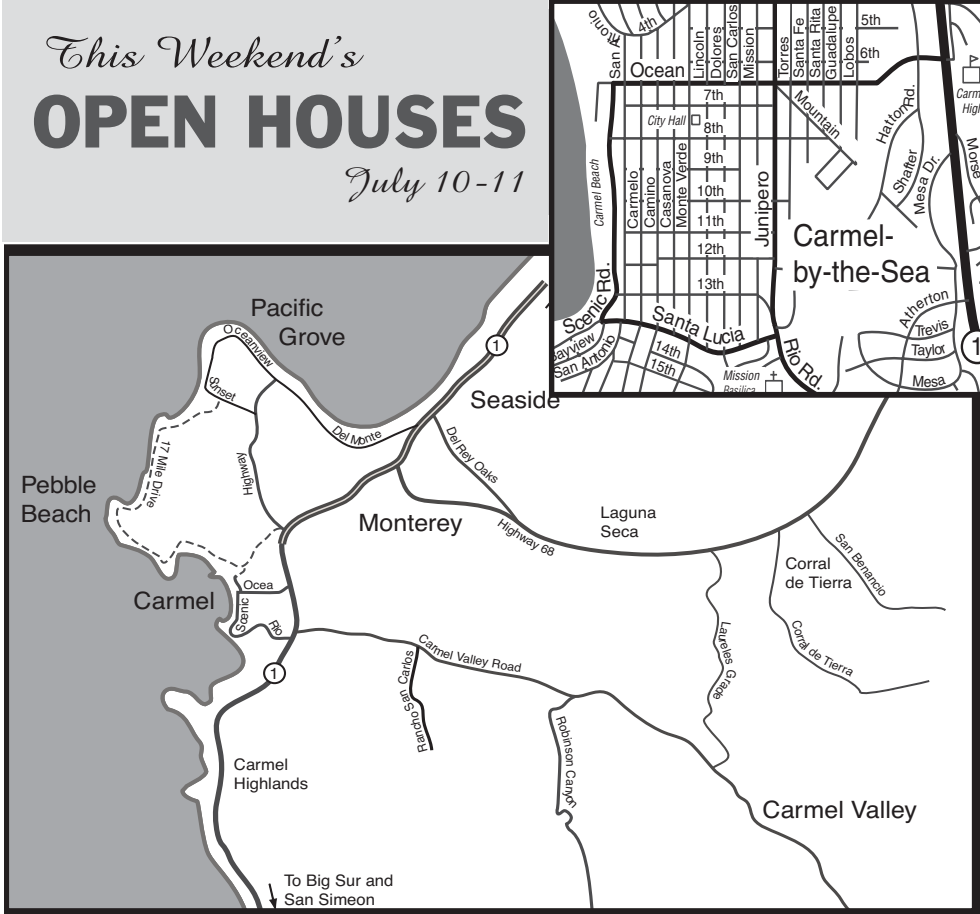 This Weekend's
OPEN HOUSES
July 10-11
4th
San A
Lincoln
Dolores
San Carlos
Mission
Torres
Santa Fe
Santa Rita
Guadalupe
Lobos
5th
6th
Ocean
7th
City Hall
8th
Mountain
Hatton Rd.
Shafter
Mesa Dr.
Morse
Carm
High
Carmel Beach
Carmelo
Camino
Casanova
Monte Verde
9th
10th
11th
12th
13th
Junipero
Carmel-
by-the-Sea
Scenic Rd.
Santa Lucia
Rio Rd.
ayview
San Antonio
14th
15th
Mission
Basilica
Atherton
Trevis
Taylor
Mesa
1
Pacific
Grove
Oceanview
Sunset
1
Seaside
Del Monte
Del Rey Oaks
17 Mile Drive
Highway
Pebble
Beach
Monterey
Highway 68
Laguna
Seca
San Benancio
Corral
de Tierra
Corral de Tierra
Carmel
Ocea
Scenic
Rio
1
Carmel Valley Road
Rancho San Carlos
Laureles Grade
Robinson Canyon
Carmel
Highlands
Carmel Valley
To Big Sur and
San Simeon